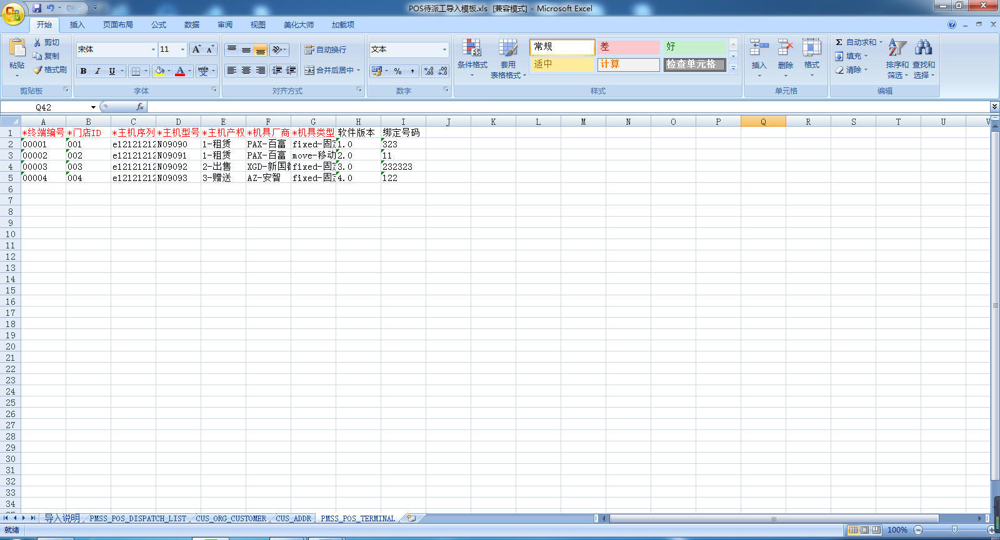 POS待派工导入模板.xls [兼容模式] - Microsoft Excel
开始 插入 页面布局 公式 数据 审阅 视图 美化大师 加载项
粘贴 剪切 复制 格式刷 剪贴板
宋体 11 B I U A 字体
自动换行 合并后居中 对齐方式
文本 % , 数字
条件格式 套用 表格格式 常规 差 好 适中 计算 检查单元格 样式
插入 删除 格式 单元格
Σ 自动求和 填充 清除 排序和 筛选 查找和 选择 编辑
Q42 fx
A B C D E F G H I J K L M N O P Q R S T U
1 *终端编号 *门店ID *主机序列 *主机型号 *主机产权 *机具厂商 *机具类型 软件版本 绑定号码
2 00001 001 e12121212 N09090 1-租赁 PAX-百富 fixed-固 1.0 323
3 00002 002 e12121212 N09091 1-租赁 PAX-百富 move-移动 2.0 11
4 00003 003 e12121212 N09092 2-出售 XGD-新国 fixed-固 3.0 232323
5 00004 004 e12121212 N09093 3-赠送 AZ-安智 fixed-固 4.0 122
6
7
8
9
10
11
12
13
14
15
16
17
18
19
20
21
22
23
24
25
26
27
28
29
30
31
32
33
34
导入说明 PMSS_POS_DISPATCH_LIST CUS_ORG_CUSTOMER CUS_ADDR PMSS_POS_TERMINAL
就绪 100%